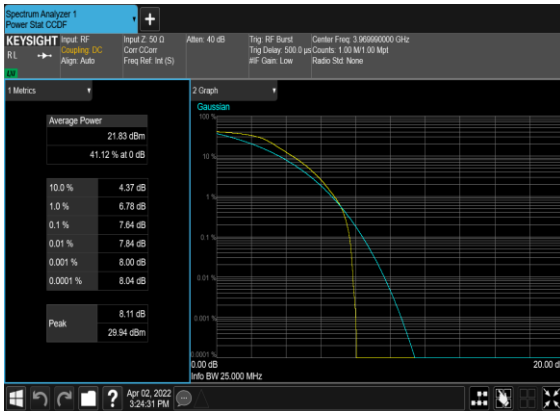 Spectrum Analyzer 1
Power Stat CCDF
KEYSIGHT
RL
LXI
Input: RF
Coupling: DC
Align: Auto
Input Z: 50 Ω
Corr CCorr
Freq Ref: Int (S)
Atten: 40 dB
Trig: RF Burst
Trig Delay: 500.0 µs
#IF Gain: Low
Center Freq: 3.969990000 GHz
Counts: 1.00 M/1.00 Mpt
Radio Std: None
1 Metrics
Average Power
21.83 dBm
41.12 % at 0 dB
10.0 % 4.37 dB
1.0 % 6.78 dB
0.1 % 7.64 dB
0.01 % 7.84 dB
0.001 % 8.00 dB
0.0001 % 8.04 dB
Peak
8.11 dB
29.94 dBm
2 Graph
Gaussian
100 %
10 %
1 %
0.1 %
0.01 %
0.001 %
0.0001 %
0.00 dB
20.00 d
Info BW 25.000 MHz
Apr 02, 2022
3:24:31 PM